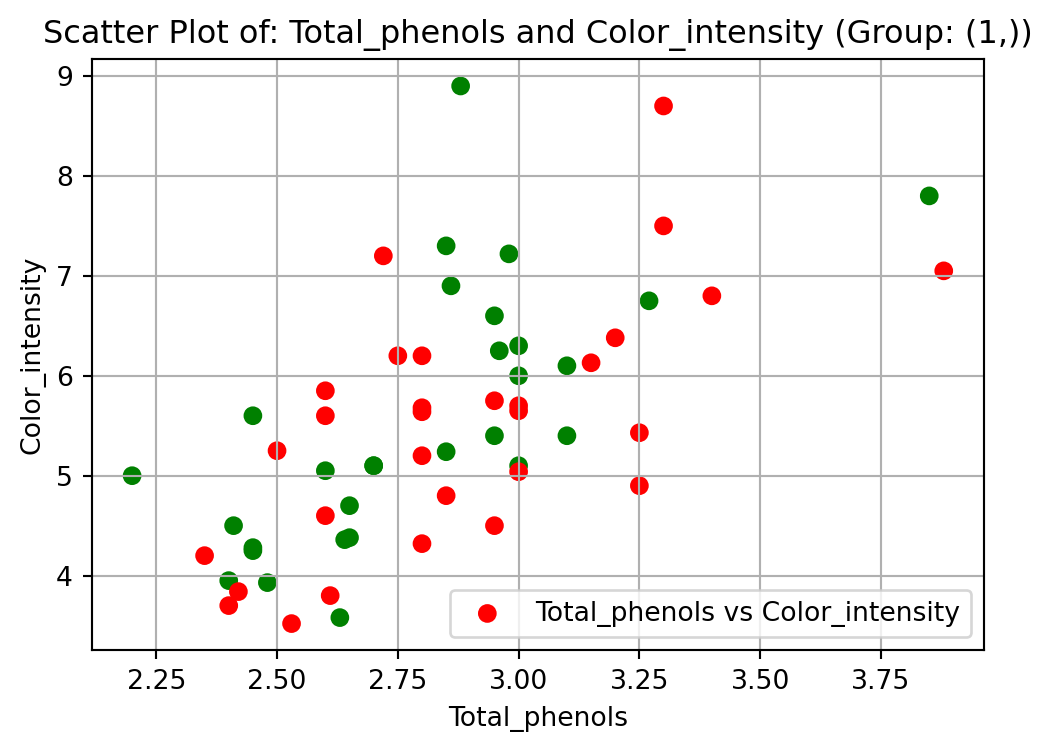 Scatter Plot of: Total_phenols and Color_intensity (Group: (1,))
9
8
7
6
5
4
Color_intensity
Total_phenols vs Color_intensity
2.25 2.50 2.75 3.00 3.25 3.50 3.75
Total_phenols